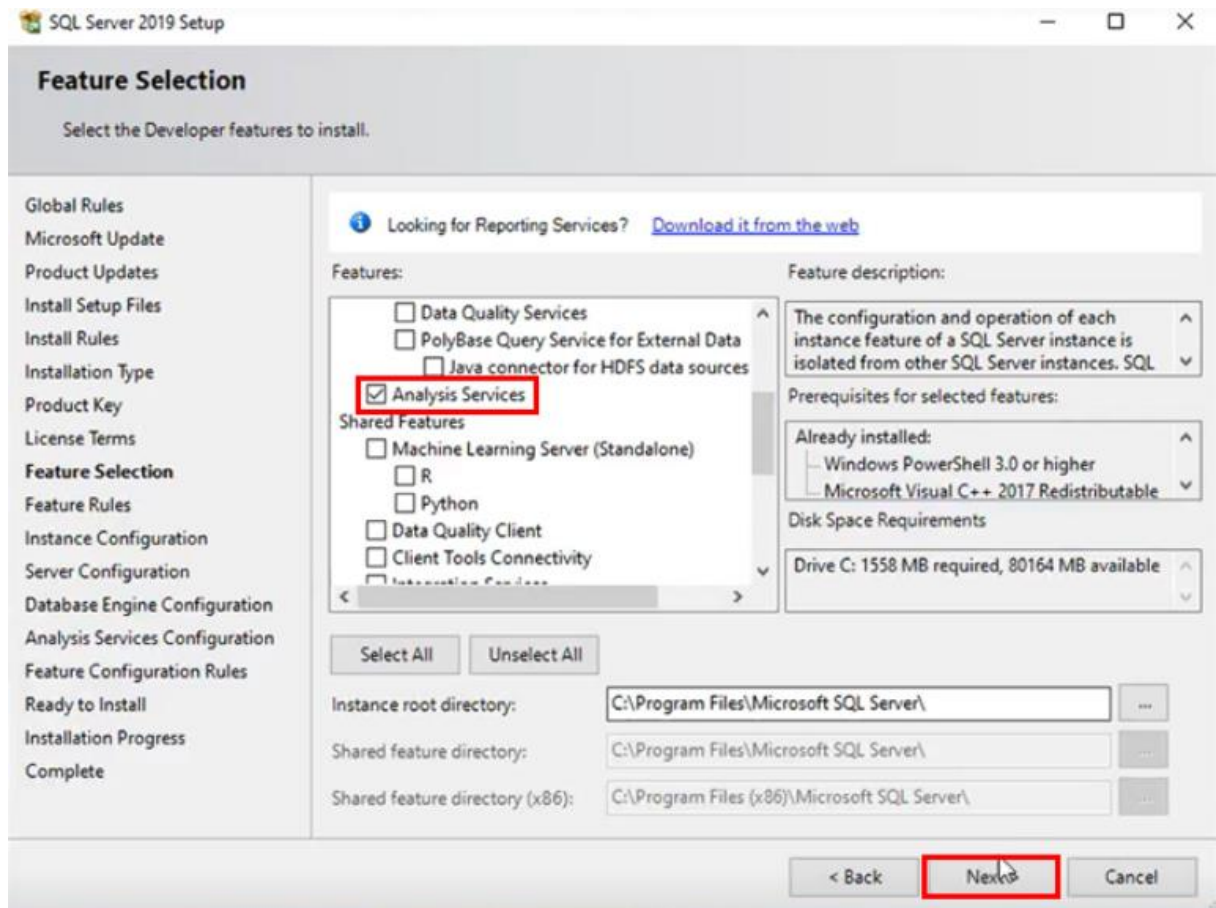 SQL Server 2019 Setup
Feature Selection
Select the Developer features to install.
Global Rules
Microsoft Update
Product Updates
Install Setup Files
Install Rules
Installation Type
Product Key
License Terms
Feature Selection
Feature Rules
Instance Configuration
Server Configuration
Database Engine Configuration
Analysis Services Configuration
Feature Configuration Rules
Ready to Install
Installation Progress
Complete
Looking for Reporting Services? Download it from the web
Features:
Data Quality Services
PolyBase Query Service for External Data
Java connector for HDFS data sources
Analysis Services
Shared Features
Machine Learning Server (Standalone)
R
Python
Data Quality Client
Client Tools Connectivity
Integration Services
Feature description:
The configuration and operation of each
instance feature of a SQL Server instance is
isolated from other SQL Server instances. SQL
Prerequisites for selected features:
Already installed:
Windows PowerShell 3.0 or higher
Microsoft Visual C++ 2017 Redistributable
Disk Space Requirements
Drive C: 1558 MB required, 80164 MB available
Select All
Unselect All
Instance root directory: C:\Program Files\Microsoft SQL Server\ ...
Shared feature directory: C:\Program Files\Microsoft SQL Server\ ...
Shared feature directory (x86): C:\Program Files (x86)\Microsoft SQL Server\ ...
< Back
Next >
Cancel